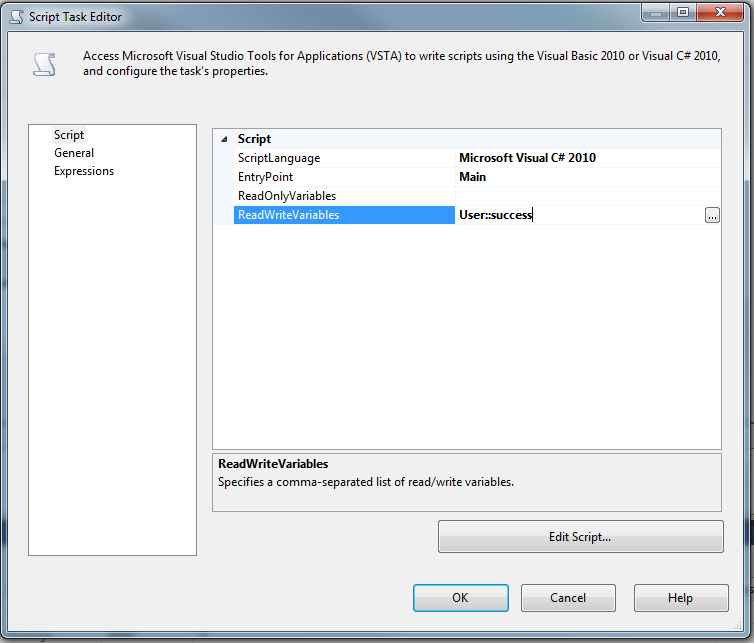 Script Task Editor
Access Microsoft Visual Studio Tools for Applications (VSTA) to write scripts using the Visual Basic 2010 or Visual C# 2010,
and configure the task's properties.
Script
General
Expressions
Script
ScriptLanguage Microsoft Visual C# 2010
EntryPoint Main
ReadOnlyVariables
ReadWriteVariables User::success ...
ReadWriteVariables
Specifies a comma-separated list of read/write variables.
Edit Script...
OK Cancel Help